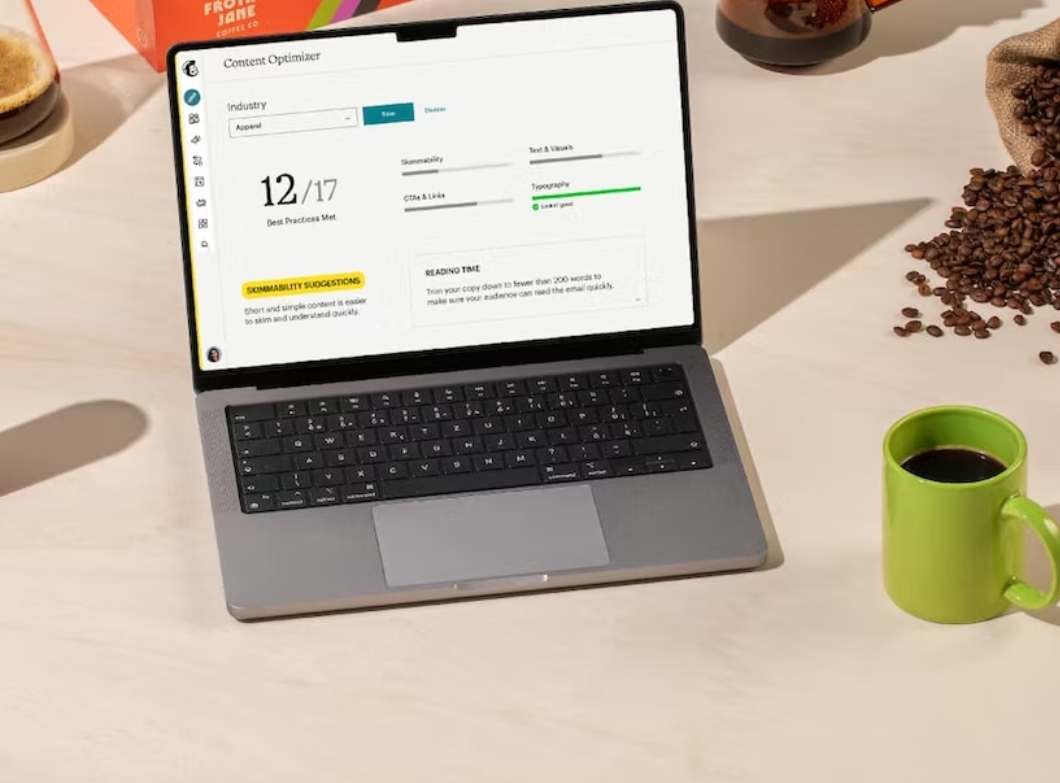 FROTH
JANE
COFFEE CO.
Content Optimizer
Industry
Apparel
Save
Dismiss
12/17
Best Practices Met
Skimmability
Text & Visuals
CTAs & Links
Typography
Lookin' good
SKIMMABILITY SUGGESTIONS
Short and simple content is easier
to skim and understand quickly.
READING TIME
Trim your copy down to fewer than 200 words to
make sure your audience can read the email quickly.